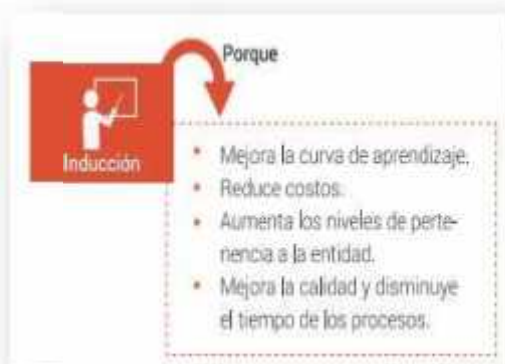 Porque
Inducción
• Mejora la curva de aprendizaje.
• Reduce costos.
• Aumenta los niveles de perte-
nencia a la entidad.
• Mejora la calidad y disminuye
el tiempo de los procesos.